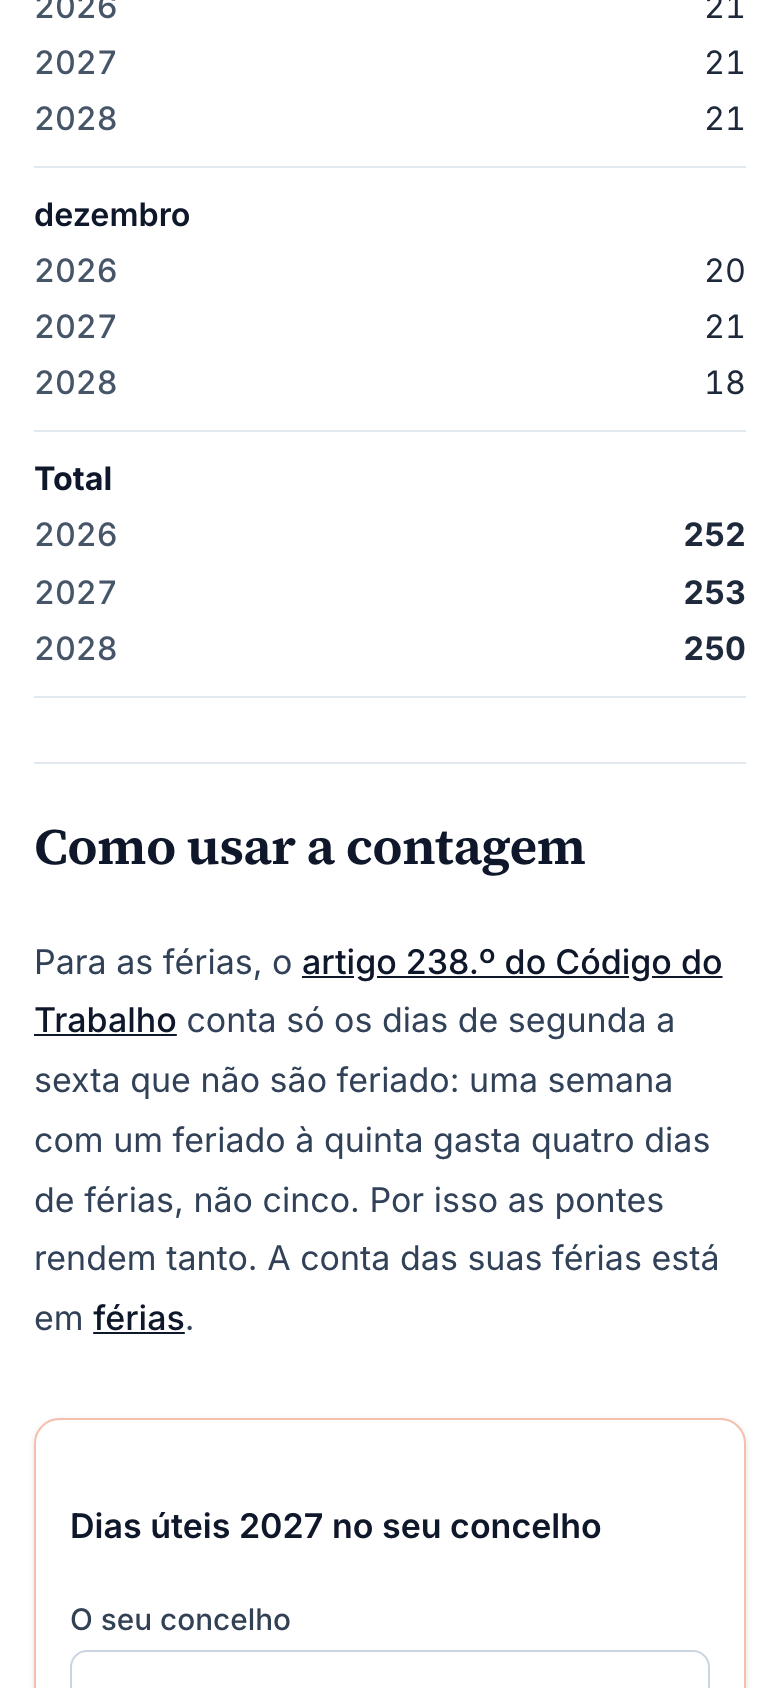 2026 21
2027 21
2028 21
dezembro
2026 20
2027 21
2028 18
Total
2026 252
2027 253
2028 250
Como usar a contagem
Para as férias, o artigo 238.º do Código do
Trabalho conta só os dias de segunda a
sexta que não são feriado: uma semana
com um feriado à quinta gasta quatro dias
de férias, não cinco. Por isso as pontes
rendem tanto. A conta das suas férias está
em férias.
Dias úteis 2027 no seu concelho
O seu concelho